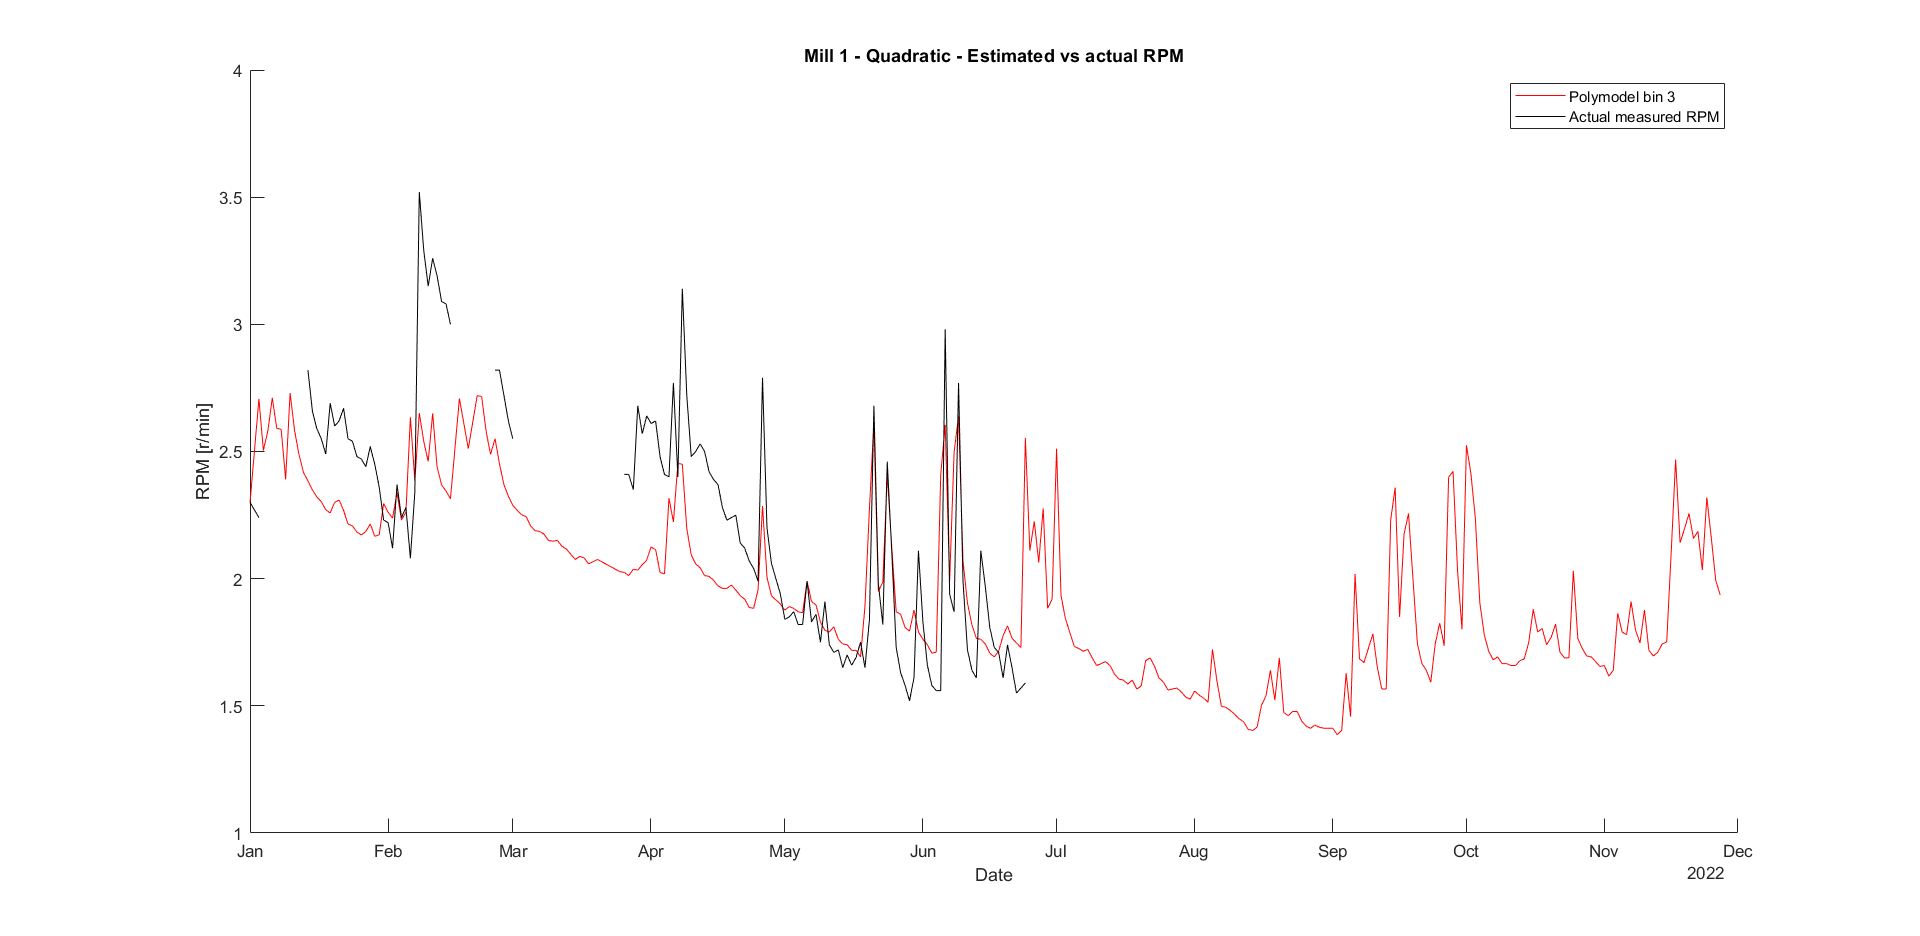 Mill 1 - Quadratic - Estimated vs actual RPM
Polymodel bin 3
Actual measured RPM
RPM [r/min]
4
3.5
3
2.5
2
1.5
1
Jan Feb Mar Apr May Jun Jul Aug Sep Oct Nov Dec
Date
2022